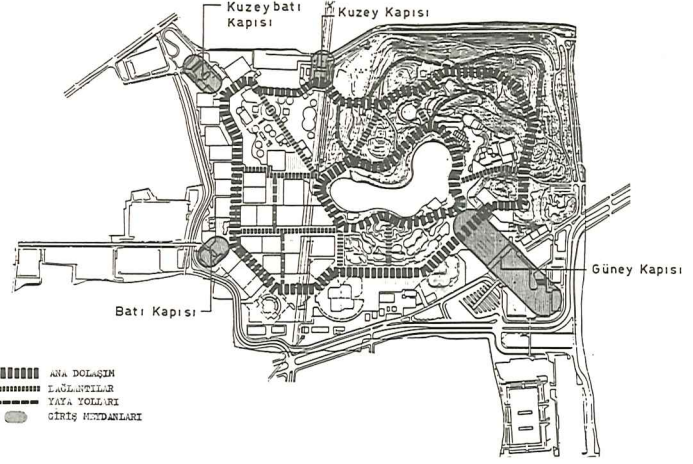 Kuzeybatı
Kapısı
Kuzey Kapısı
Güney Kapısı
Batı Kapısı
ANA DOLAŞIM
BAĞLANTILAR
YAYA YOLLARI
GİRİŞ MEYDANLARI